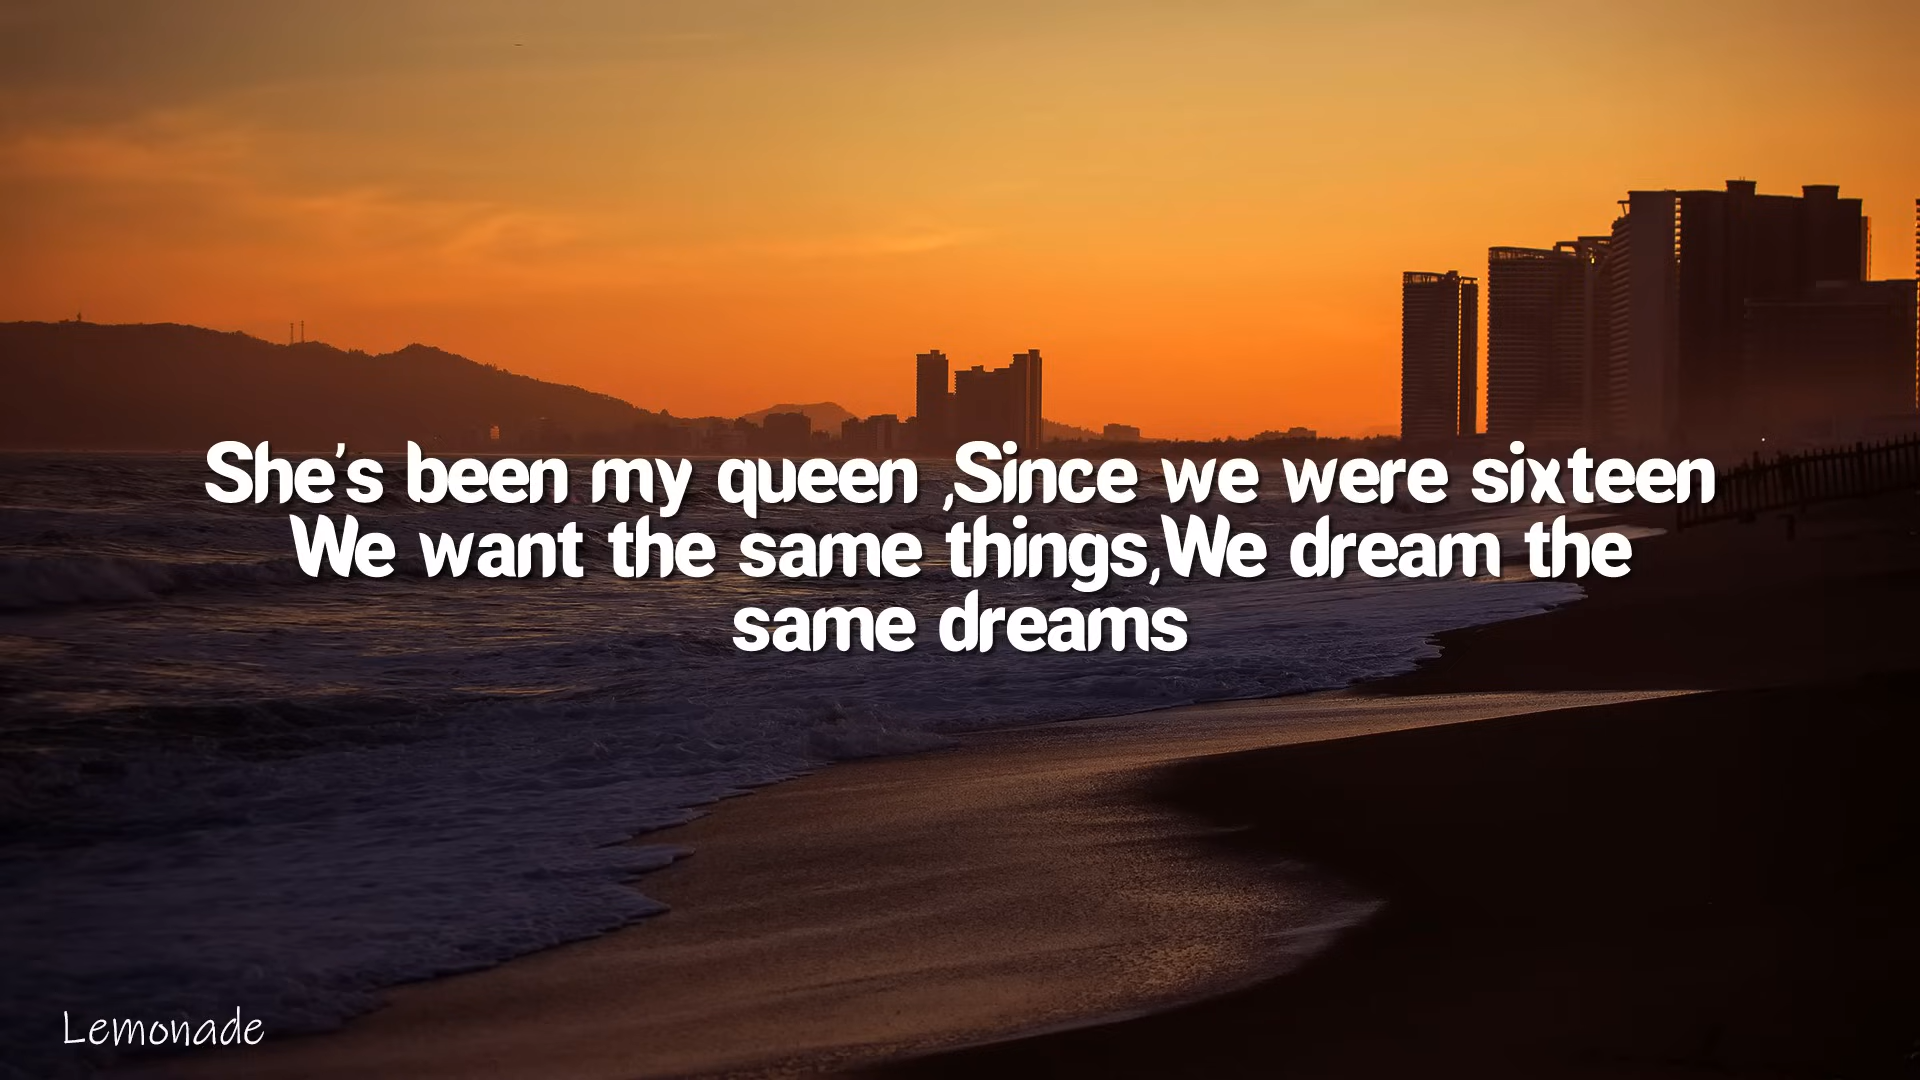 She's been my queen ,Since we were sixteen
We want the same things,We dream the
same dreams
Lemonade